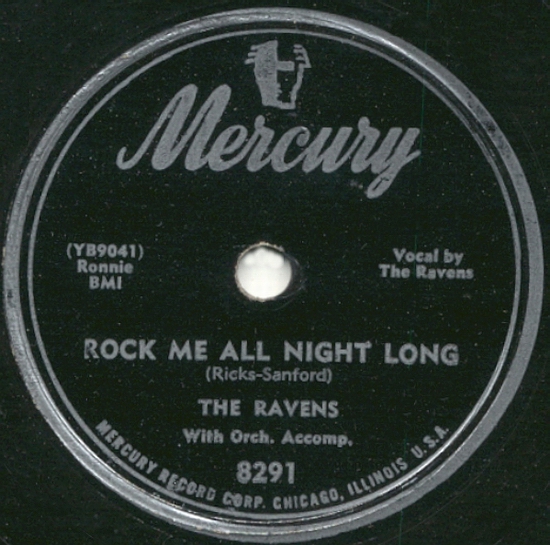 Mercury
(YB9041)
Ronnie
BMI
Vocal by
The Ravens
ROCK ME ALL NIGHT LONG
(Ricks-Sanford)
THE RAVENS
With Orch. Accomp.
8291
MERCURY RECORD CORP. CHICAGO, ILLINOIS U.S.A.